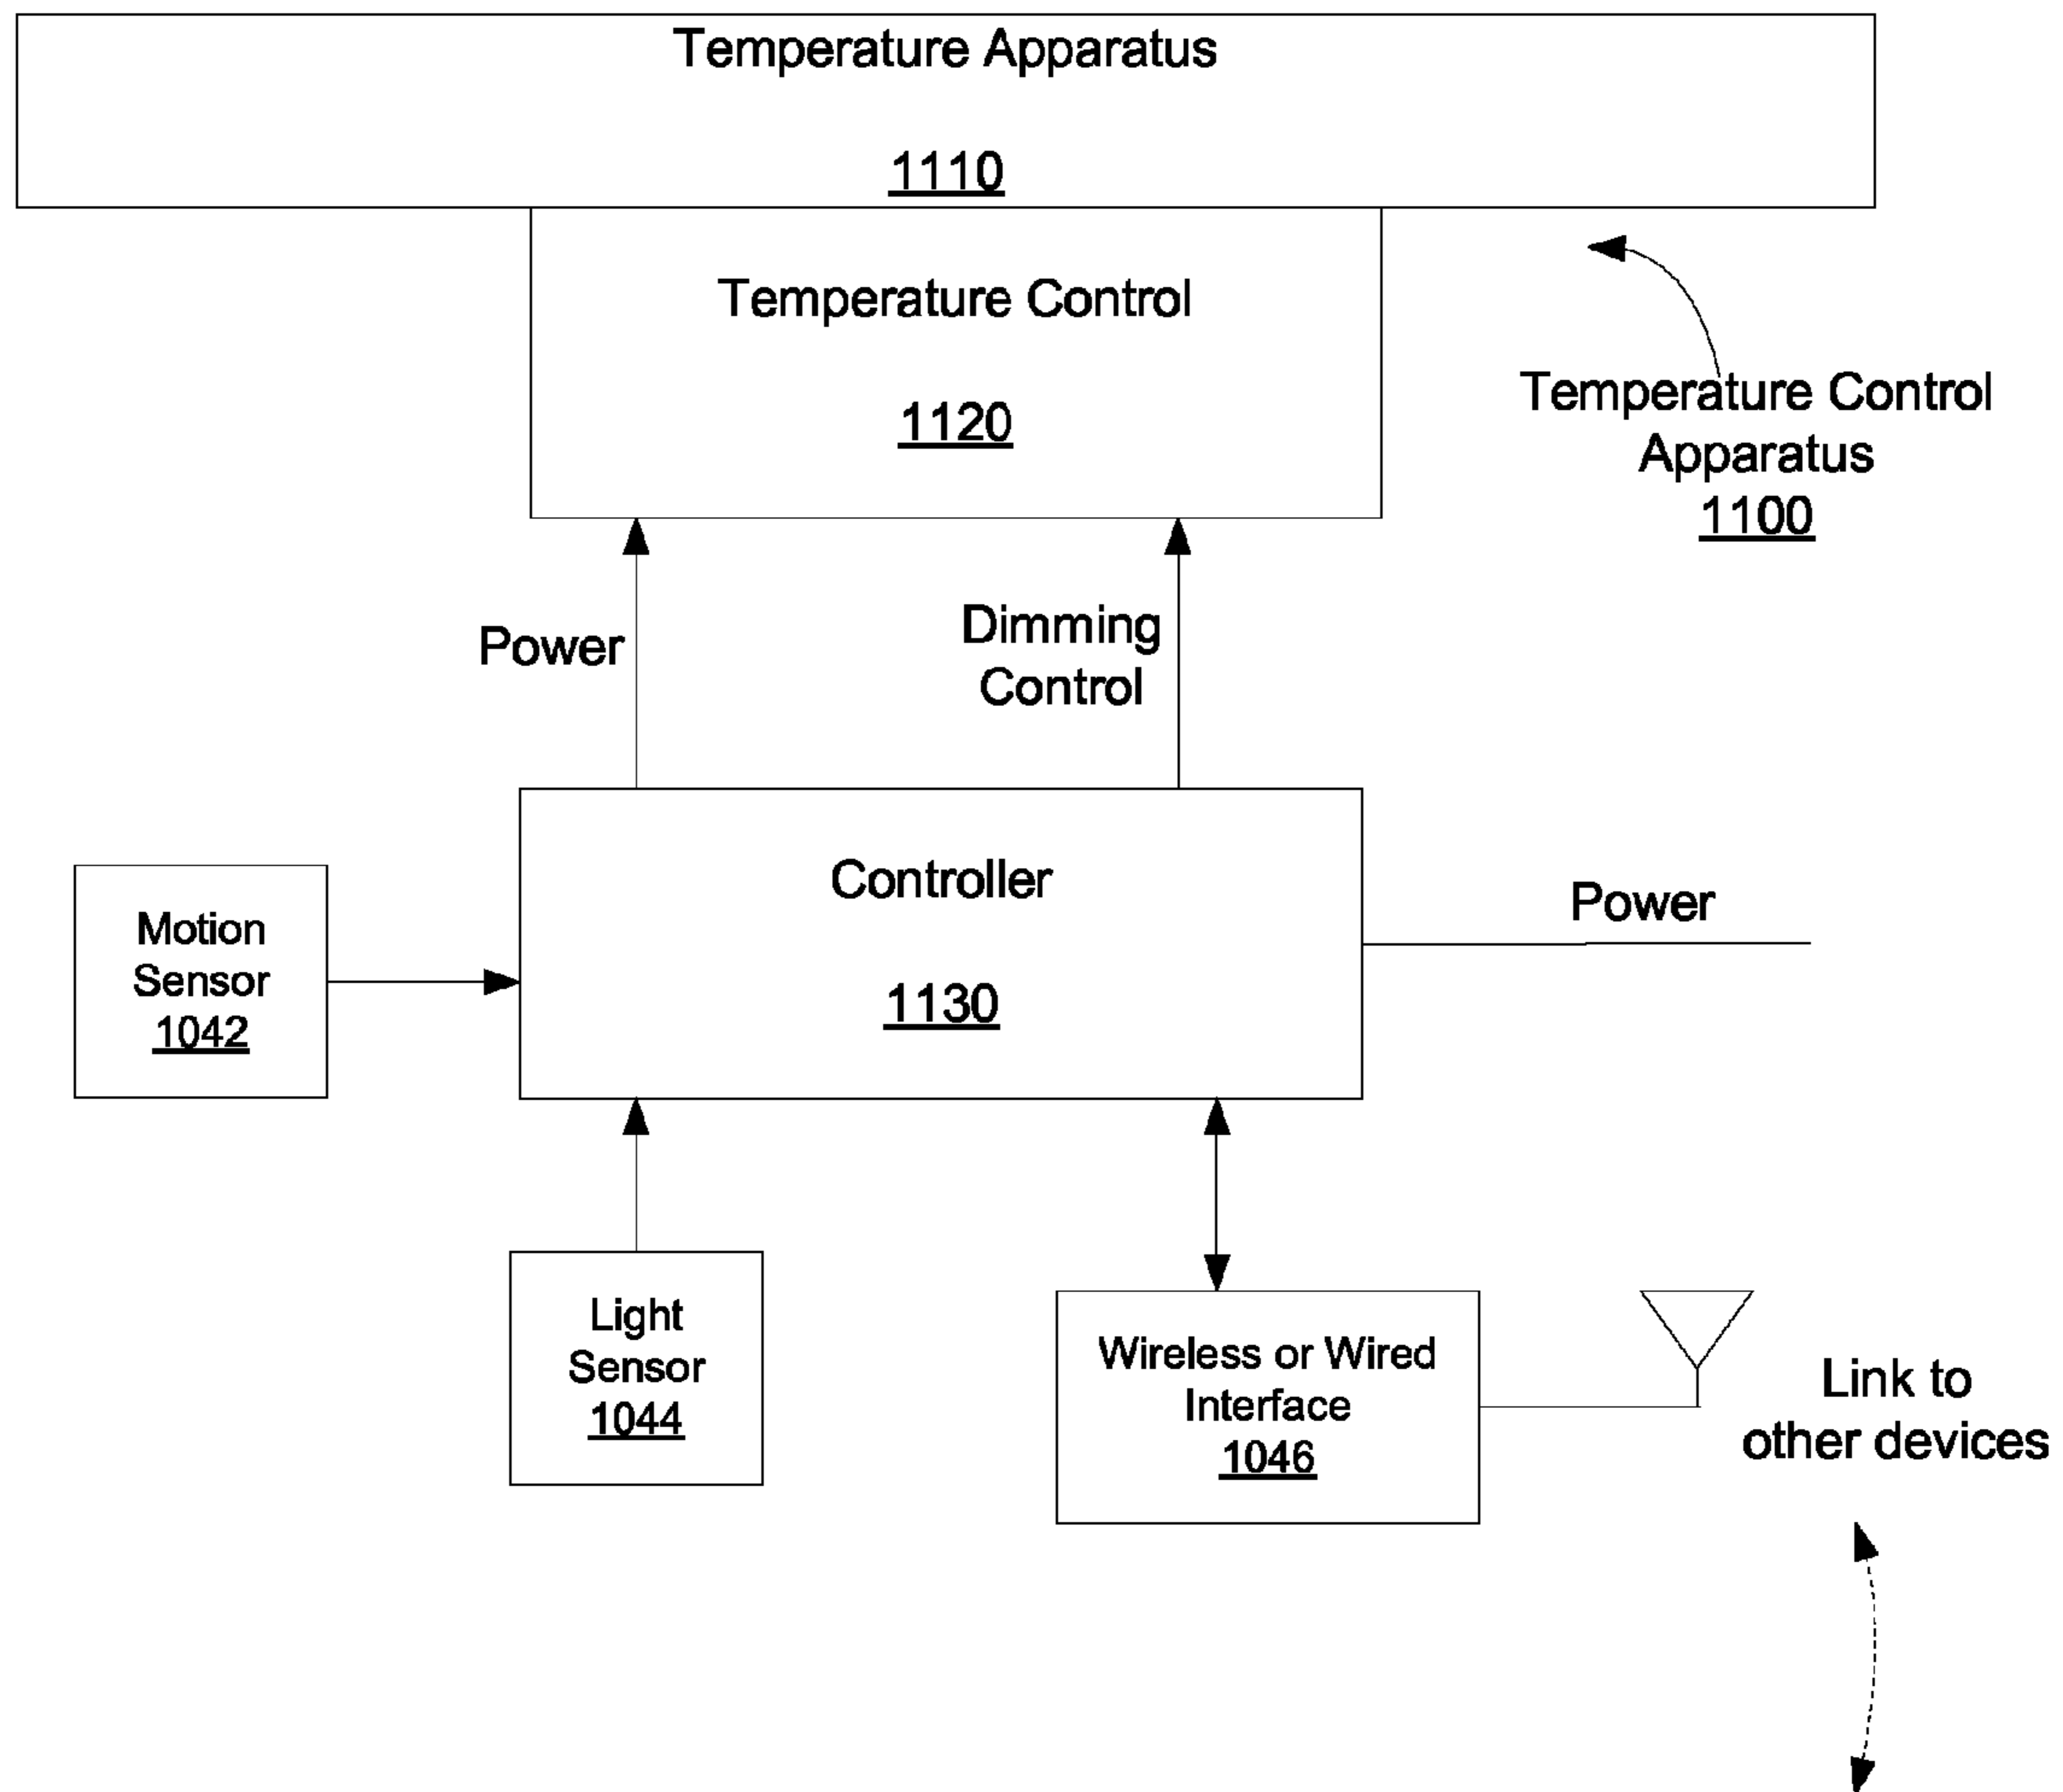 Temperature Apparatus
1110
Temperature Control
1120
Temperature Control
Apparatus
1100
Power
Dimming
Control
Controller
1130
Power
Motion
Sensor
1042
Light
Sensor
1044
Wireless or Wired
Interface
1046
Link to
other devices